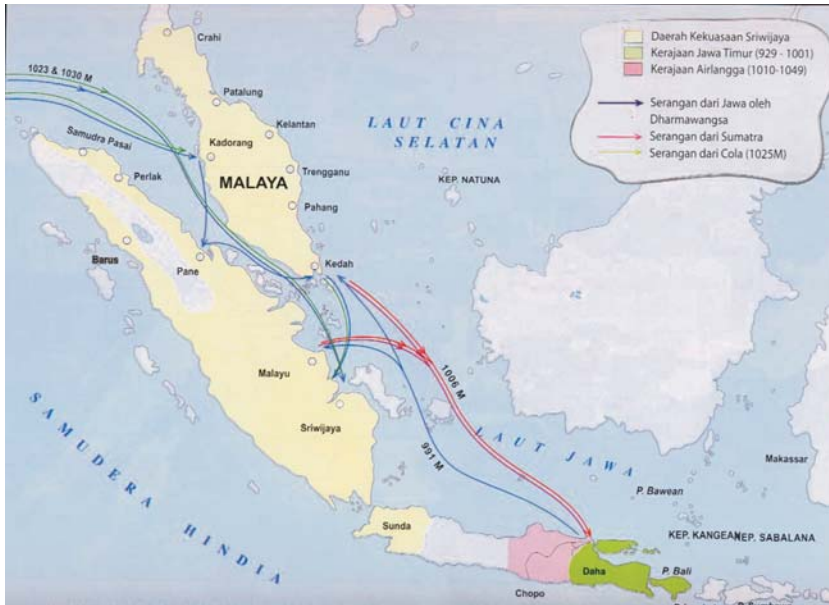 Crahi
Daerah Kekuasaan Sriwijaya
Kerajaan Jawa Timur (929 - 1001)
Kerajaan Airlangga (1010-1049)
Serangan dari Jawa oleh
Dharmawangsa
Serangan dari Sumatra
Serangan dari Cola (1025M)
1023 & 1030 M
Patalung
Kelantan
LAUT CINA
SELATAN
Samudra Pasai
Kadorang
Trengganu
MALAYA
KEP. NATUNA
Perlak
Pahang
Barus
Pane
Kedah
Malayu
1006 M
Sriwijaya
991 M
LAUT JAWA
SAMUDERA HINDIA
Makassar
P. Bawean
Sunda
KEP. KANGEAN
KEP. SABALANA
Daha
P. Bali
Chopo